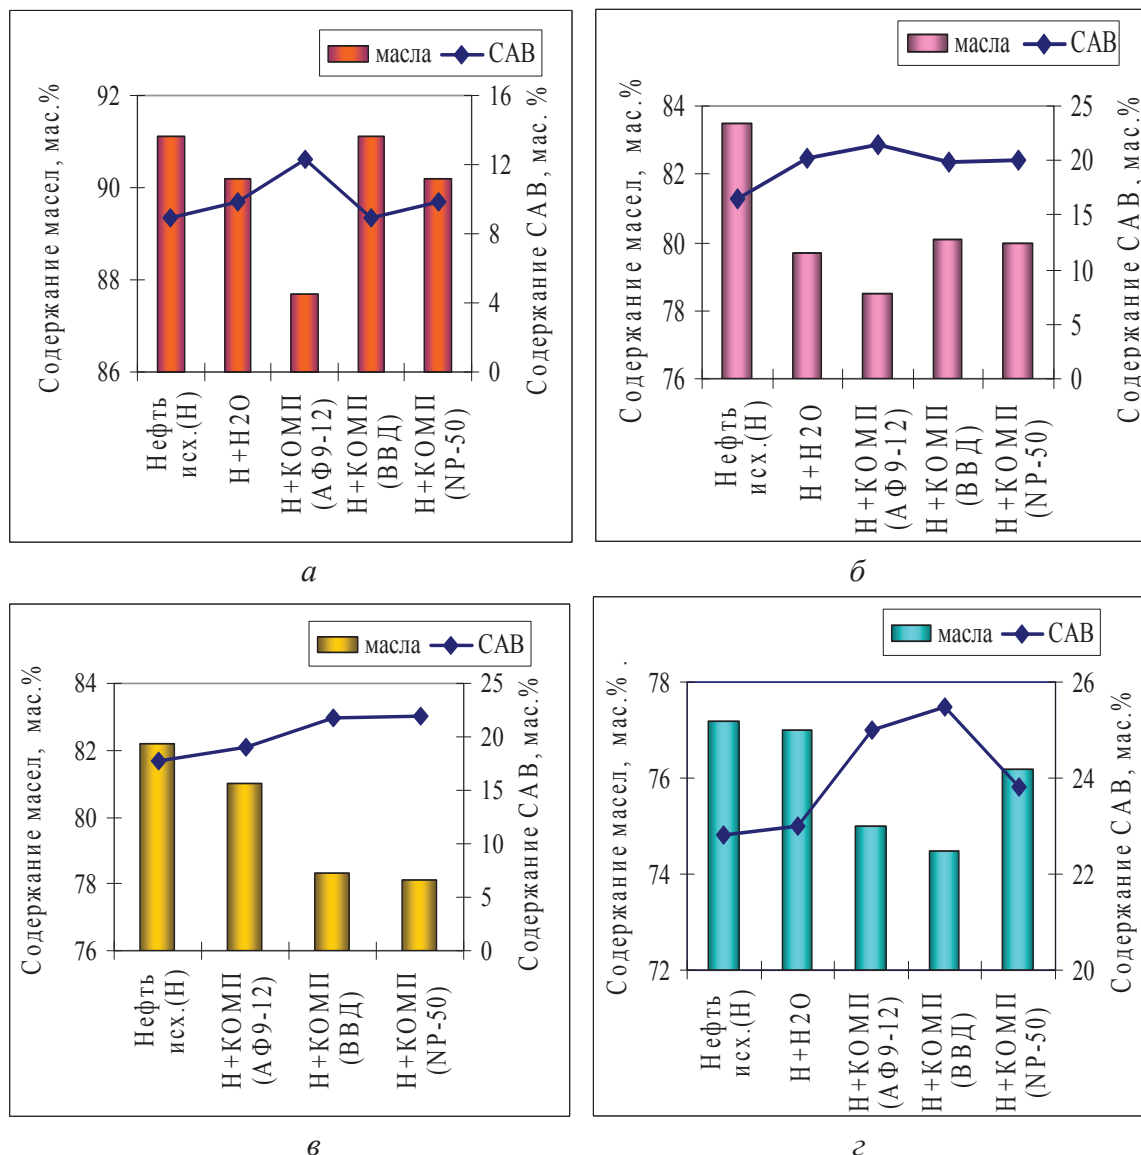 масла САВ
Содержание масел, мас.%
92
90
88
86
16
12
8
4
0
Содержание САВ, мас. %
Нефть
исх.(Н)
Н+Н2О
Н+КОМП
(АФ9-12)
Н+КОМП
(ВВД)
Н+КОМП
(NP-50)
а
масла САВ
Содержание масел, мас.%
84
82
80
78
76
25
20
15
10
5
0
Содержание САВ, мас.%
Нефть
исх.(Н)
Н+Н2О
Н+КОМП
(АФ9-12)
Н+КОМП
(ВВД)
Н+КОМП
(NP-50)
б
масла САВ
Содержание масел, мас.%
84
82
80
78
76
25
20
15
10
5
0
Содержание САВ, мас.%
Нефть
исх.(Н)
Н+КОМП
(АФ9-12)
Н+КОМП
(ВВД)
Н+КОМП
(NP-50)
в
масла САВ
Содержание масел, мас.% .
78
76
74
72
26
24
22
20
Содержание САВ, мас.%
Нефть
исх.(Н)
Н+Н2О
Н+КОМП
(АФ9-12)
Н+КОМП
(ВВД)
Н+КОМП
(NP-50)
г